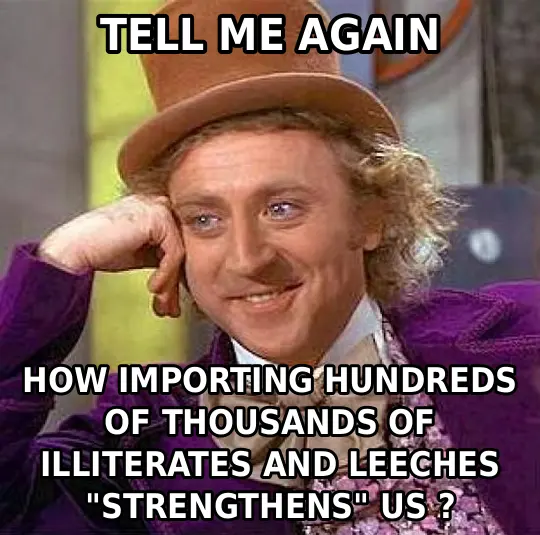 TELL ME AGAIN
HOW IMPORTING HUNDREDS
OF THOUSANDS OF
ILLITERATES AND LEECHES
"STRENGTHENS" US ?